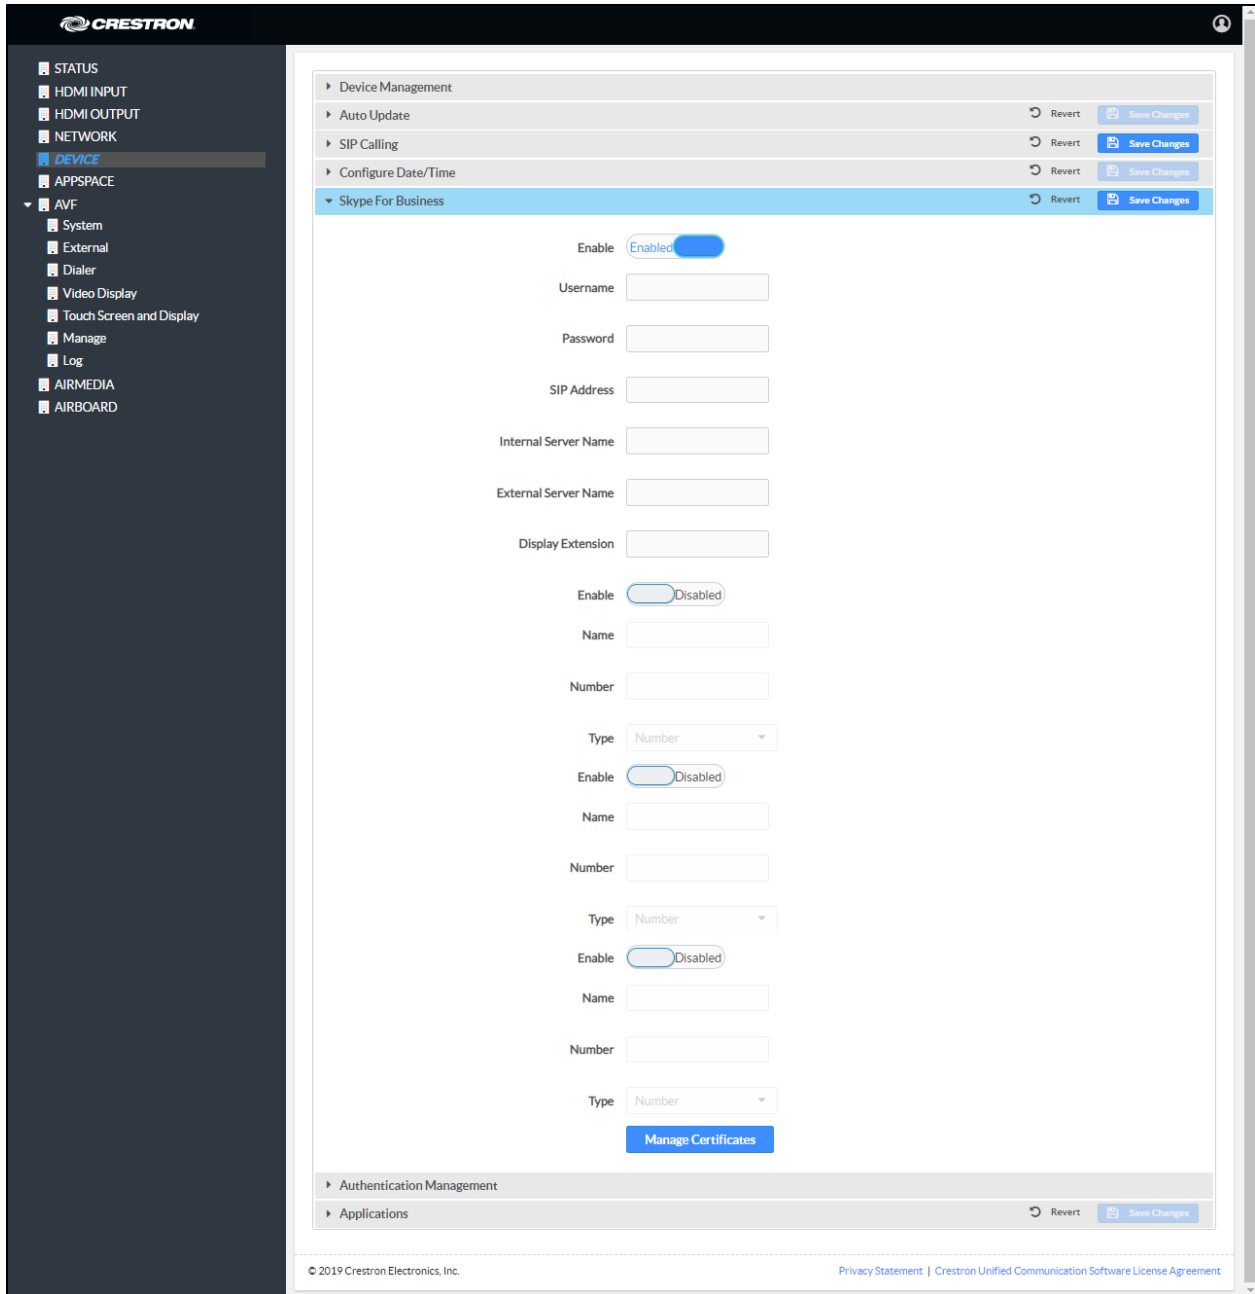 CRESTRON
STATUS
HDMI INPUT
HDMI OUTPUT
NETWORK
DEVICE
APPSPACE
AVF
System
External
Dialer
Video Display
Touch Screen and Display
Manage
Log
AIRMEDIA
AIRBOARD
Device Management
Auto Update Revert Save Changes
SIP Calling Revert Save Changes
Configure Date/Time Revert Save Changes
Skype For Business Revert Save Changes
Enable Enabled
Username
Password
SIP Address
Internal Server Name
External Server Name
Display Extension
Enable Disabled
Name
Number
Type Number
Enable Disabled
Name
Number
Type Number
Enable Disabled
Name
Number
Type Number
Manage Certificates
Authentication Management
Applications Revert Save Changes
© 2019 Crestron Electronics, Inc. Privacy Statement | Crestron Unified Communication Software License Agreement